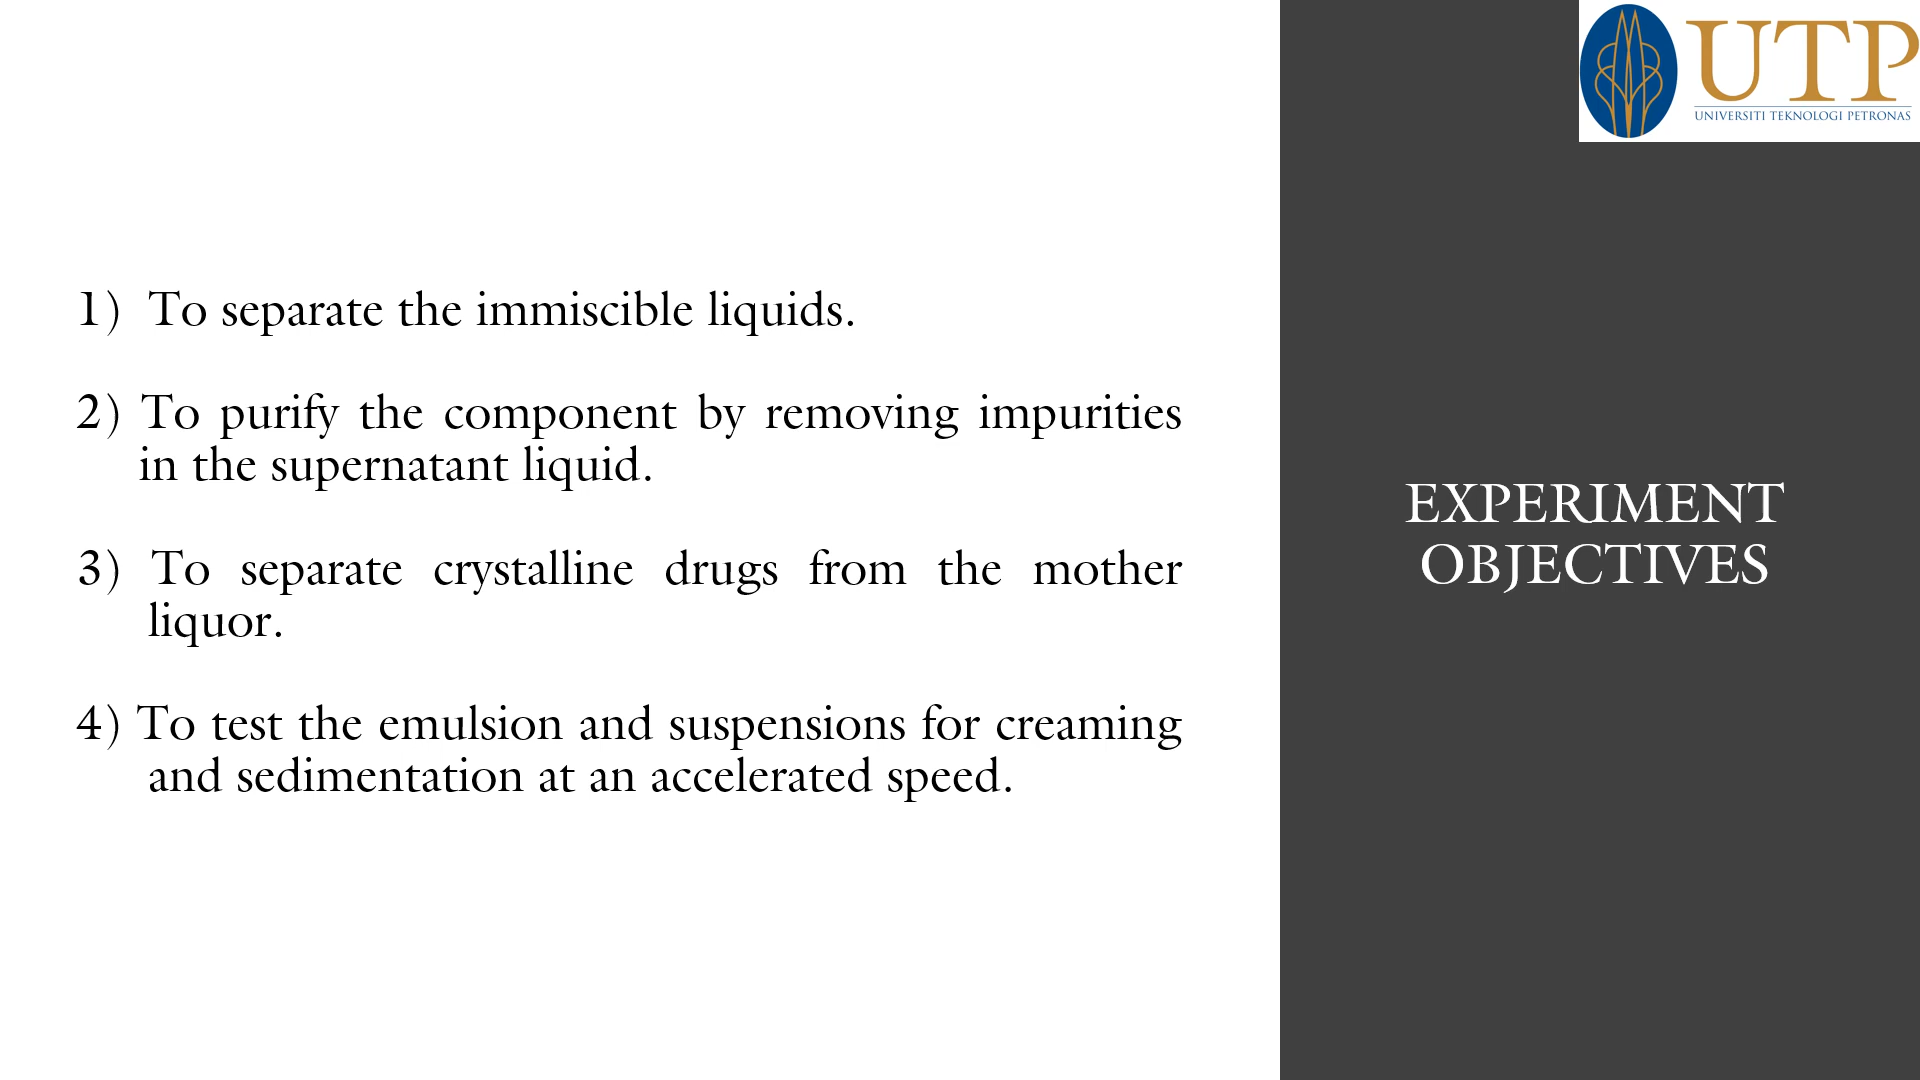 UTP
UNIVERSITI TEKNOLOGI PETRONAS
1) To separate the immiscible liquids.
2) To purify the component by removing impurities
in the supernatant liquid.
3) To separate crystalline drugs from the mother
liquor.
4) To test the emulsion and suspensions for creaming
and sedimentation at an accelerated speed.
EXPERIMENT
OBJECTIVES